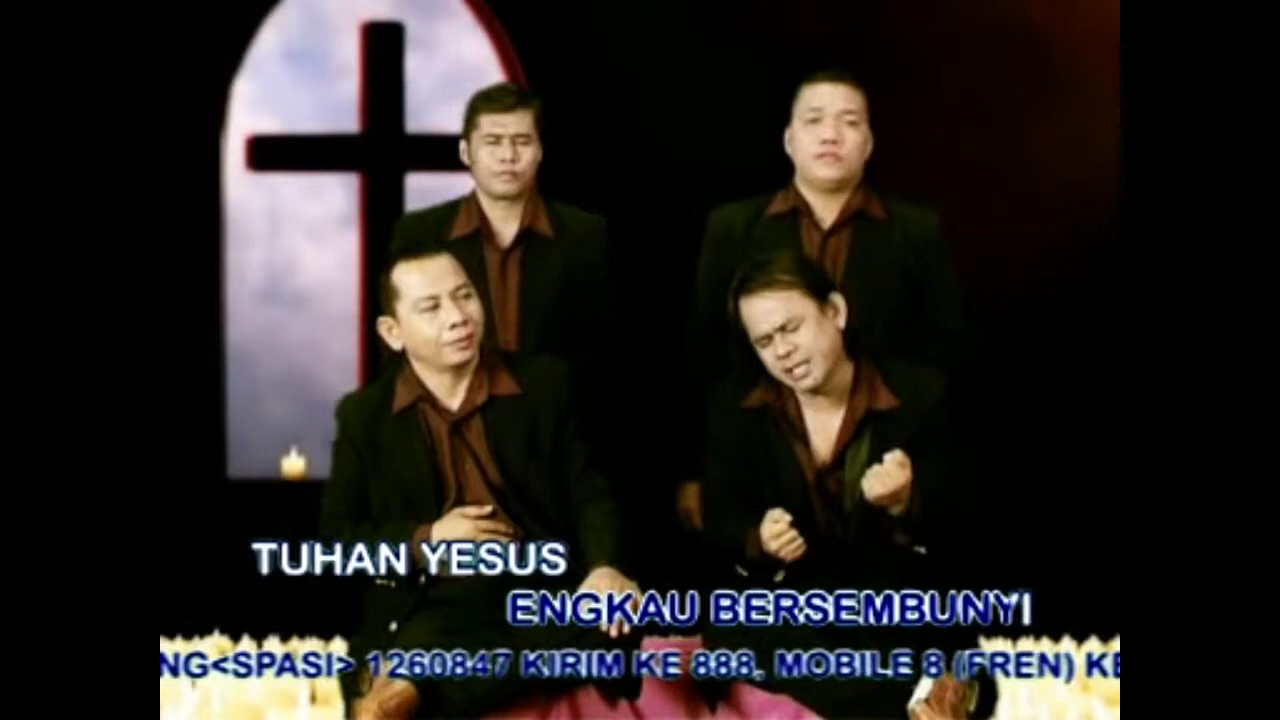 TUHAN YESUS
ENGKAU BERSEMBUNYI
NG<SPASI> 1260847 KIRIM KE 888, MOBILE 8 (FREN) KE